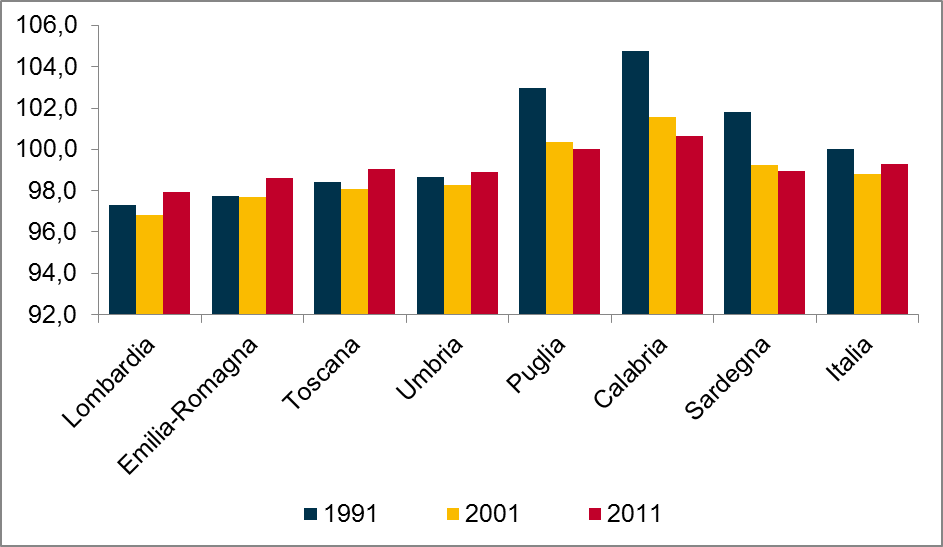 106,0
104,0
102,0
100,0
98,0
96,0
94,0
92,0
Lombardia
Emilia-Romagna
Toscana
Umbria
Puglia
Calabria
Sardegna
Italia
1991 2001 2011